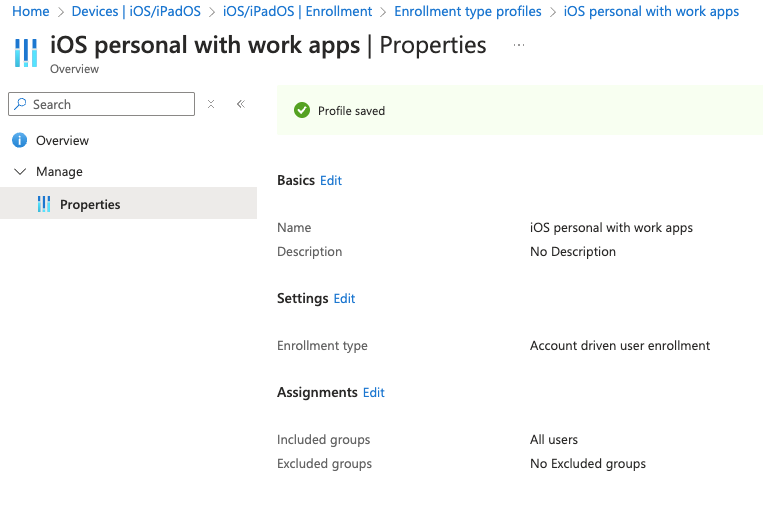 Home > Devices | iOS/iPadOS > iOS/iPadOS | Enrollment > Enrollment type profiles > iOS personal with work apps
iOS personal with work apps | Properties ...
Overview
Search
Profile saved
Overview
Manage
Properties
Basics Edit
Name iOS personal with work apps
Description No Description
Settings Edit
Enrollment type Account driven user enrollment
Assignments Edit
Included groups All users
Excluded groups No Excluded groups